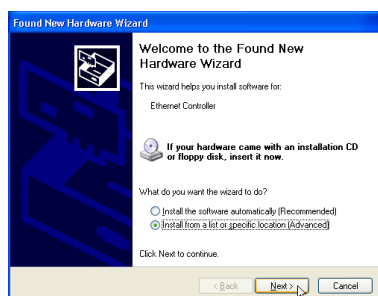 Found New Hardware Wizard
Welcome to the Found New
Hardware Wizard
This wizard helps you install software for:
Ethernet Controller
If your hardware came with an installation CD
or floppy disk, insert it now.
What do you want the wizard to do?
Install the software automatically (Recommended)
Install from a list or specific location (Advanced)
Click Next to continue.
< Back
Next >
Cancel